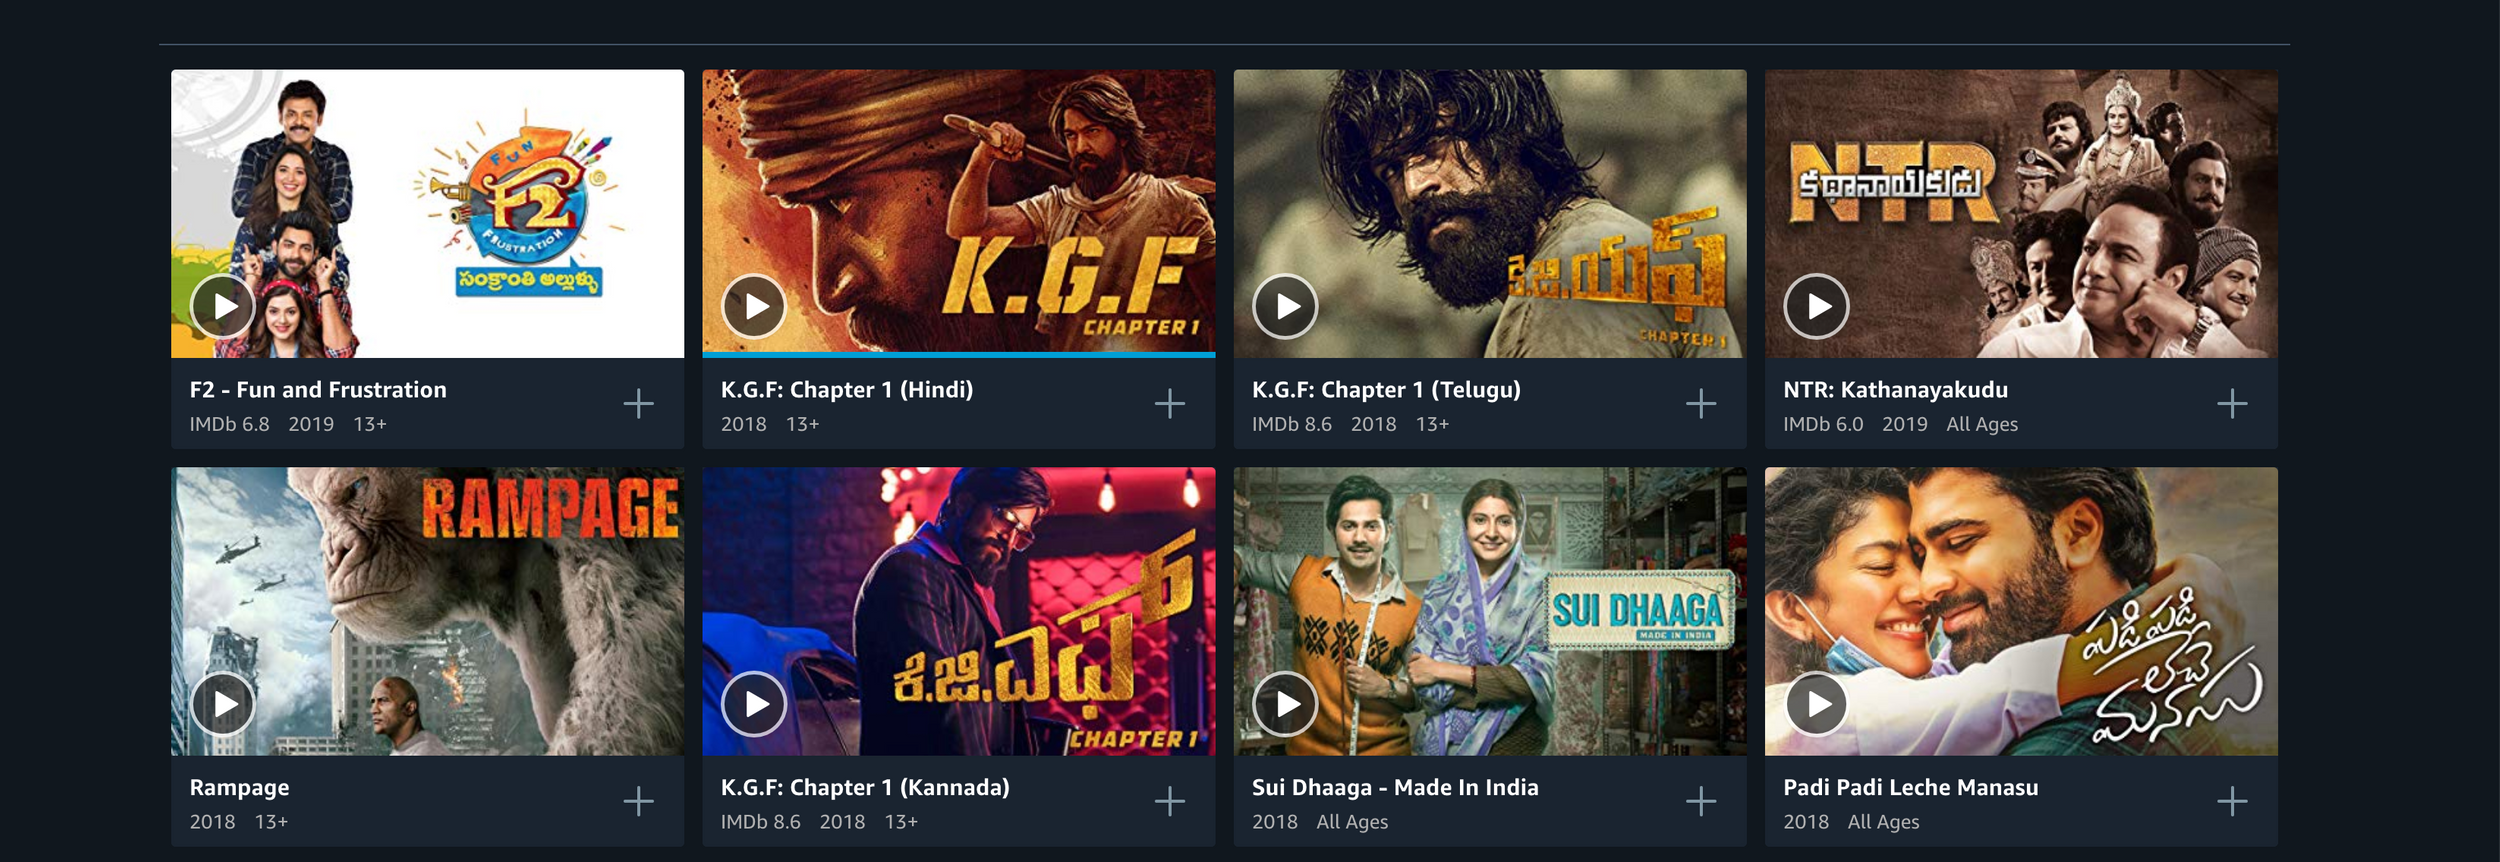 FUN
F2
FRUSTRATION
సంక్రాంతి అల్లుళ్ళు
F2 - Fun and Frustration
IMDb 6.8 2019 13+
K.G.F
CHAPTER 1
K.G.F: Chapter 1 (Hindi)
2018 13+
కె.జి.యఫ్
CHAPTER 1
K.G.F: Chapter 1 (Telugu)
IMDb 8.6 2018 13+
NTR
కథానాయకుడు
NTR: Kathanayakudu
IMDb 6.0 2019 All Ages
RAMPAGE
Rampage
2018 13+
ಕೆ.ಜಿ.ಎಫ್
CHAPTER 1
K.G.F: Chapter 1 (Kannada)
IMDb 8.6 2018 13+
SUI DHAAGA
MADE IN INDIA
Sui Dhaaga - Made In India
2018 All Ages
పడి పడి
లేచె
మనసు
Padi Padi Leche Manasu
2018 All Ages